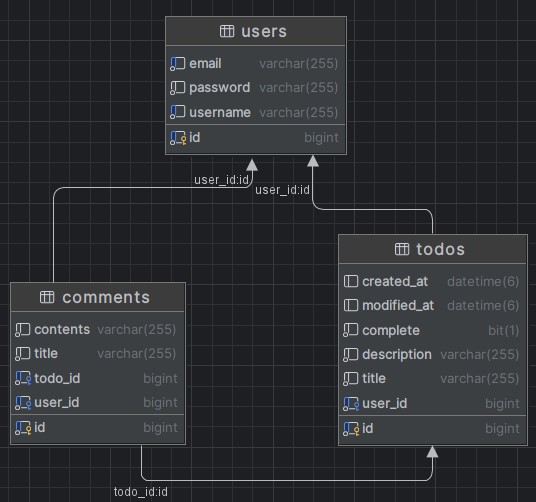 users
email varchar(255)
password varchar(255)
username varchar(255)
id bigint
user_id:id
user_id:id
todos
created_at datetime(6)
modified_at datetime(6)
complete bit(1)
description varchar(255)
title varchar(255)
user_id bigint
id bigint
comments
contents varchar(255)
title varchar(255)
todo_id bigint
user_id bigint
id bigint
todo_id:id